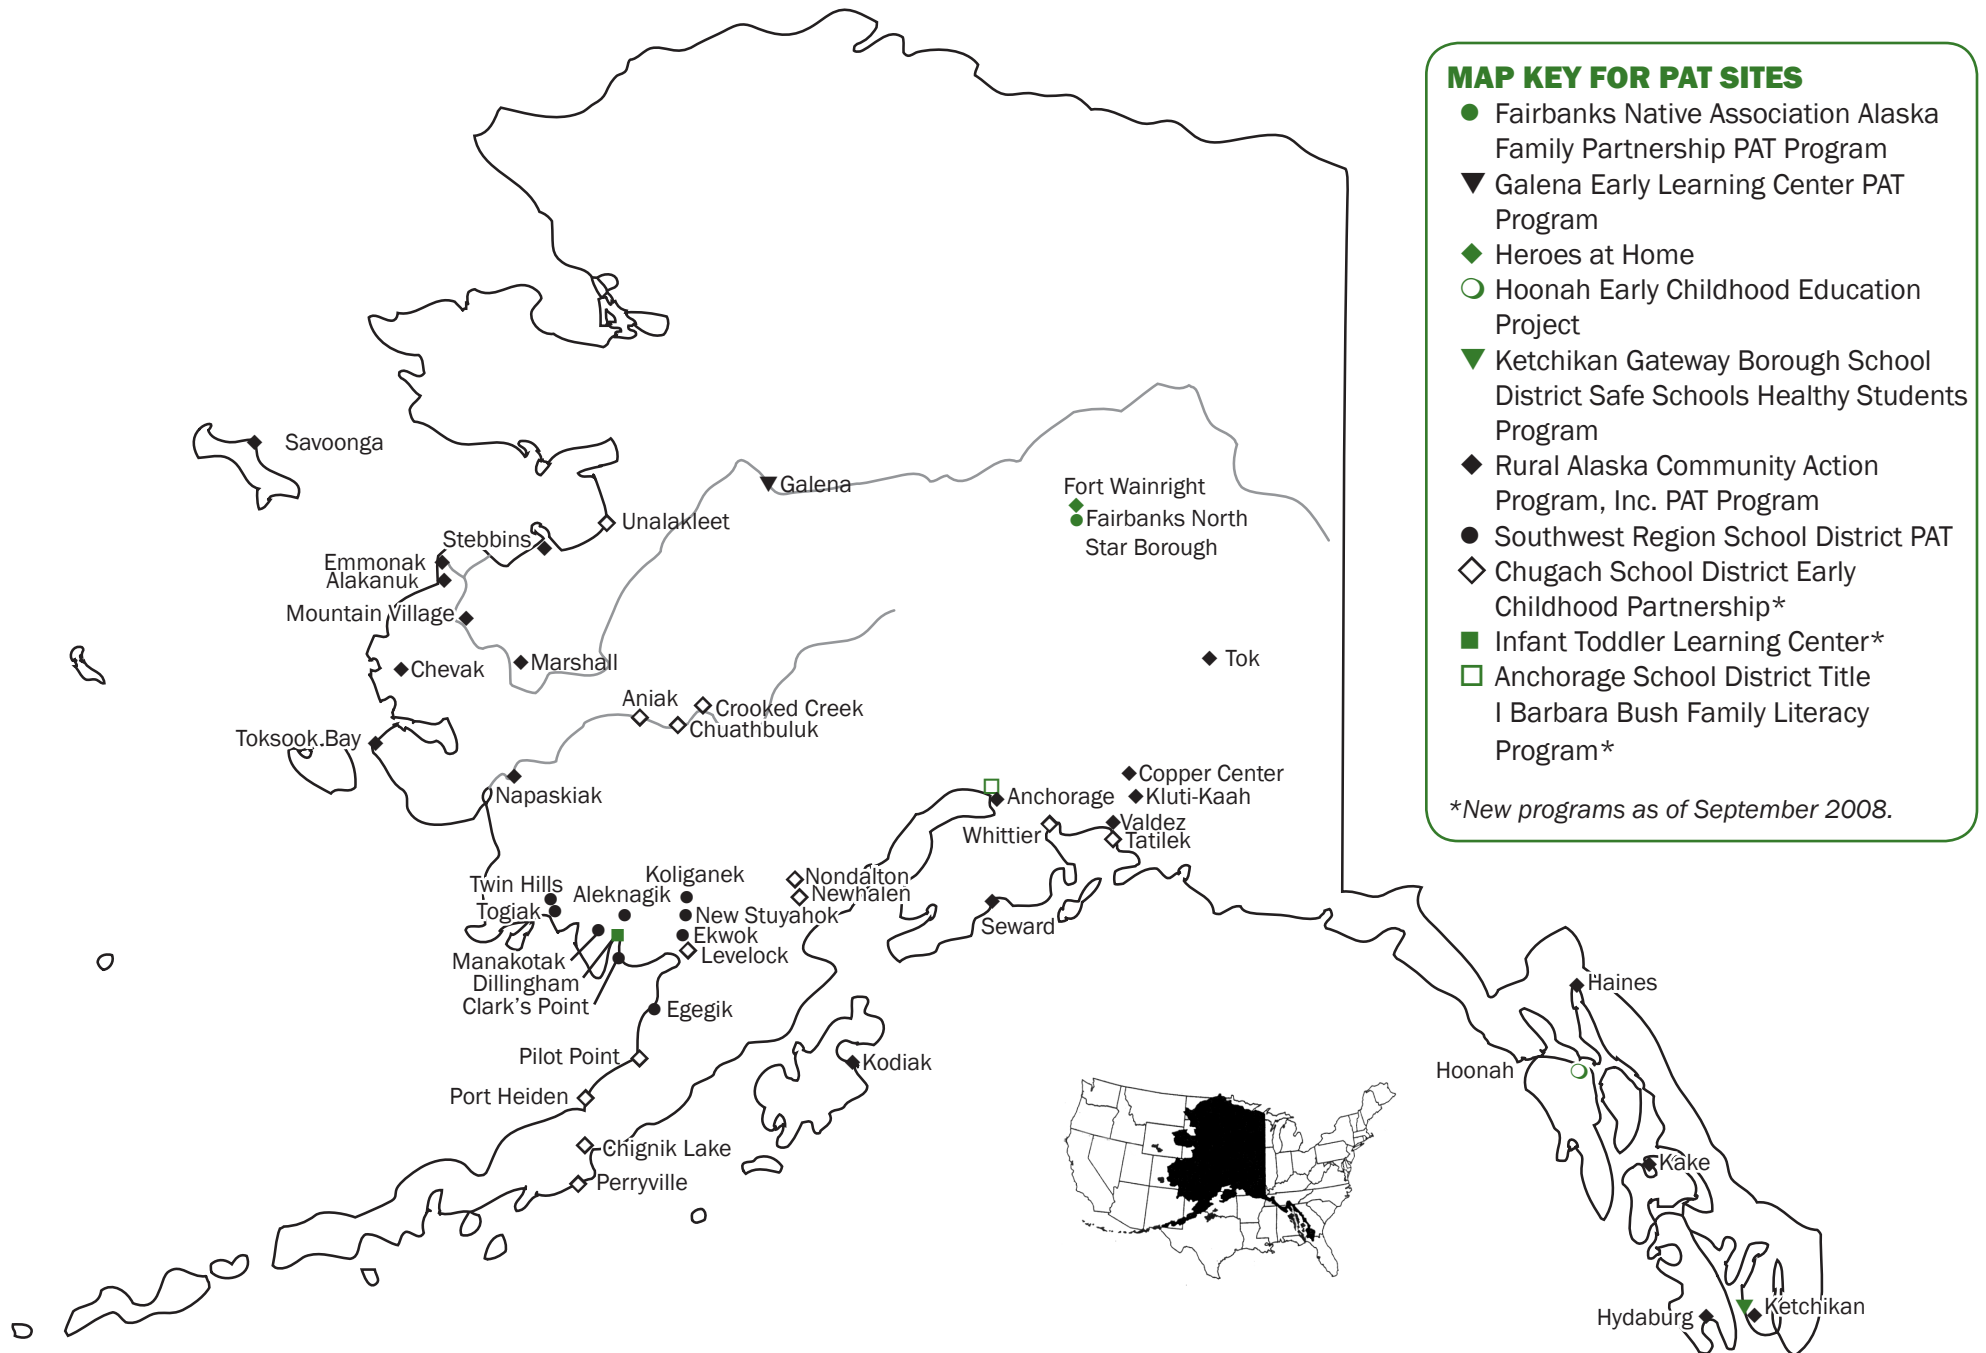 MAP KEY FOR PAT SITES
Fairbanks Native Association Alaska
Family Partnership PAT Program
Galena Early Learning Center PAT
Program
Heroes at Home
Hoonah Early Childhood Education
Project
Ketchikan Gateway Borough School
District Safe Schools Healthy Students
Program
Rural Alaska Community Action
Program, Inc. PAT Program
Southwest Region School District PAT
Chugach School District Early
Childhood Partnership*
Infant Toddler Learning Center*
Anchorage School District Title
I Barbara Bush Family Literacy
Program*
*New programs as of September 2008.
Savoonga
Galena
Fort Wainright
Fairbanks North
Star Borough
Unalakleet
Stebbins
Emmonak
Alakanuk
Mountain Village
Marshall
Chevak
Tok
Aniak
Crooked Creek
Chuathbuluk
Toksook Bay
Napaskiak
Copper Center
Anchorage
Kluti-Kaah
Valdez
Whittier
Tatilek
Koliganek
Nondalton
Newhalen
Twin Hills
Aleknagik
Togiak
New Stuyahok
Ekwok
Levelock
Seward
Manakotak
Dillingham
Clark's Point
Egegik
Haines
Pilot Point
Kodiak
Hoonah
Port Heiden
Chignik Lake
Kake
Perryville
Ketchikan
Hydaburg